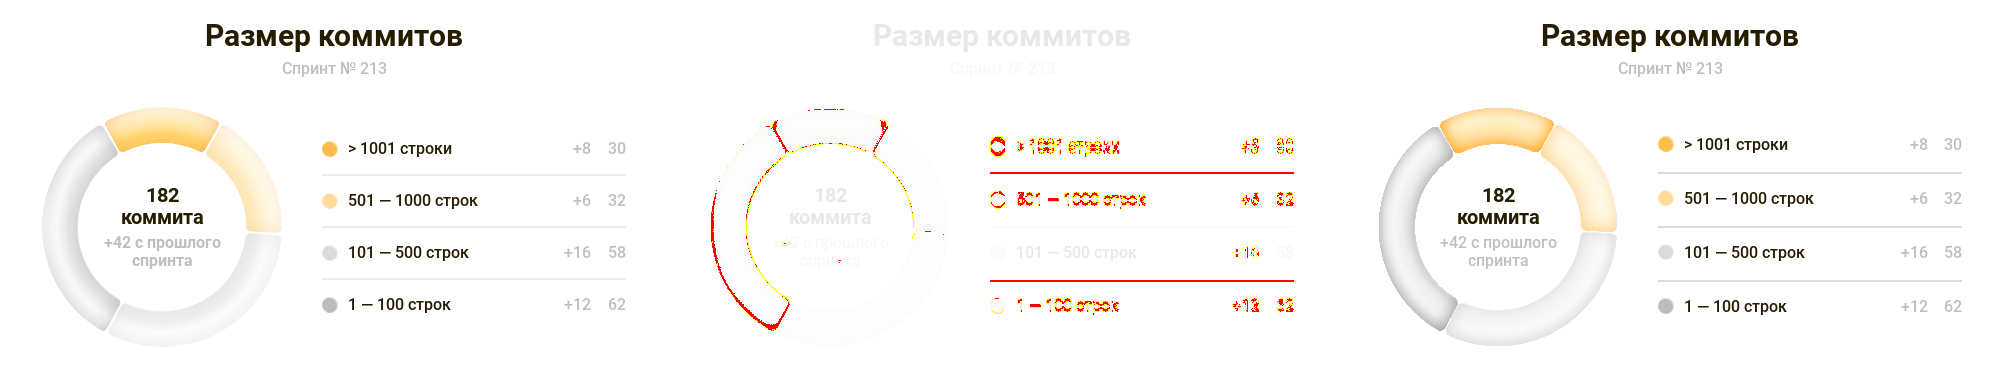 Размер коммитов
Спринт № 213
182
коммита
+42 с прошлого
спринта
> 1001 строки +8 30
501 — 1000 строк +6 32
101 — 500 строк +16 58
1 — 100 строк +12 62
Размер коммитов
Спринт № 213
182
коммита
+42 с прошлого
спринта
> 1001 строки +8 30
501 — 1000 строк +6 32
101 — 500 строк +16 58
1 — 100 строк +12
Размер коммитов
Спринт № 213
182
коммита
+42 с прошлого
спринта
> 1001 строки +8 30
501 — 1000 строк +6 32
101 — 500 строк +16 58
1 — 100 строк +12 62